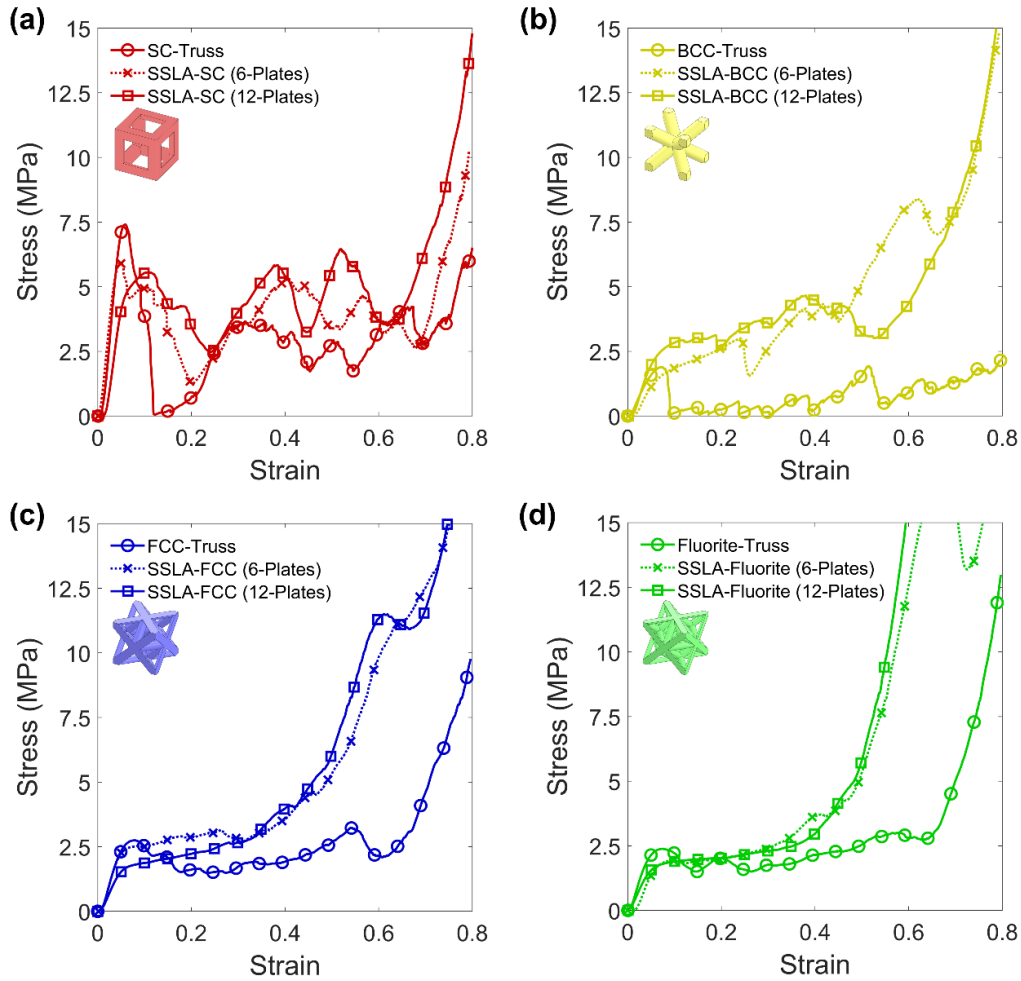 (a)
15
12.5
10
7.5
5
2.5
0
Stress (MPa)
SC-Truss
SSLA-SC (6-Plates)
SSLA-SC (12-Plates)
0
0.2
0.4
0.6
0.8
Strain
(b)
15
12.5
10
7.5
5
2.5
0
Stress (MPa)
BCC-Truss
SSLA-BCC (6-Plates)
SSLA-BCC (12-Plates)
0
0.2
0.4
0.6
0.8
Strain
(c)
15
12.5
10
7.5
5
2.5
0
Stress (MPa)
FCC-Truss
SSLA-FCC (6-Plates)
SSLA-FCC (12-Plates)
0
0.2
0.4
0.6
0.8
Strain
(d)
15
12.5
10
7.5
5
2.5
0
Stress (MPa)
Fluorite-Truss
SSLA-Fluorite (6-Plates)
SSLA-Fluorite (12-Plates)
0
0.2
0.4
0.6
0.8
Strain